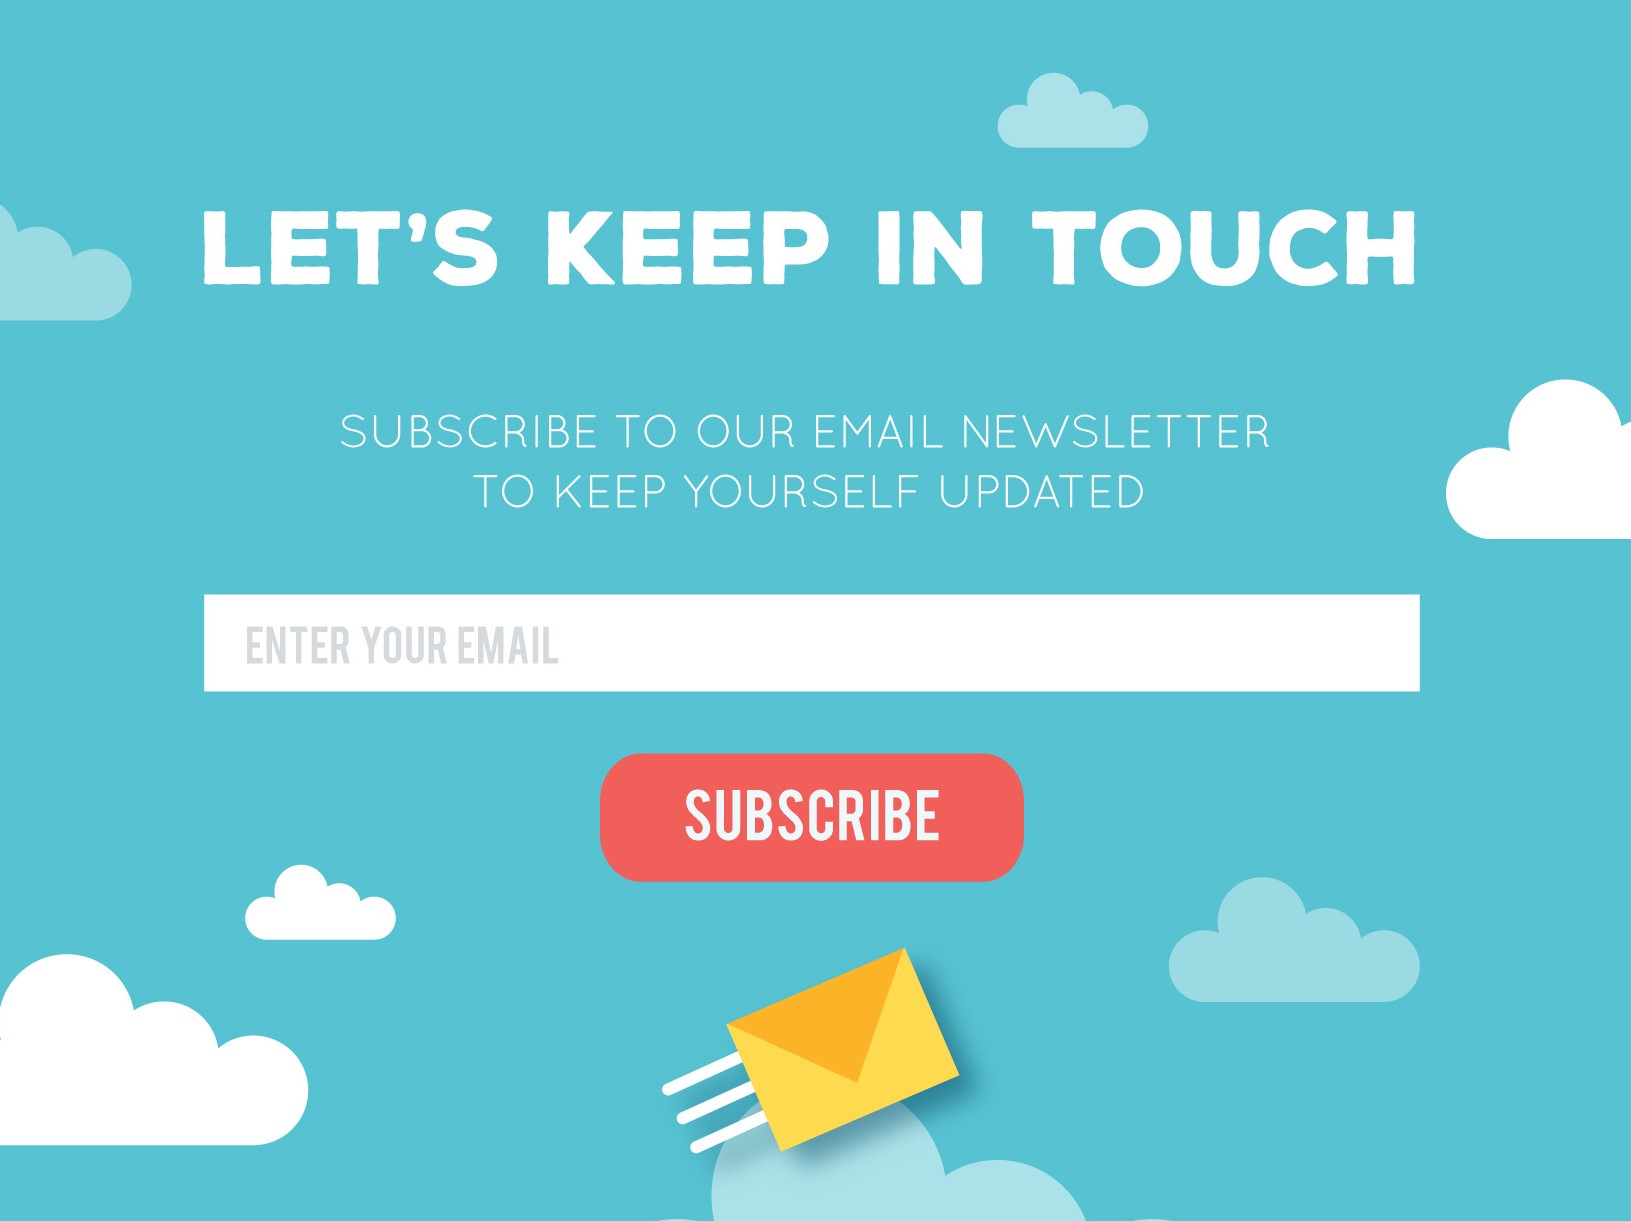 LET'S KEEP IN TOUCH
SUBSCRIBE TO OUR EMAIL NEWSLETTER
TO KEEP YOURSELF UPDATED
ENTER YOUR EMAIL
SUBSCRIBE